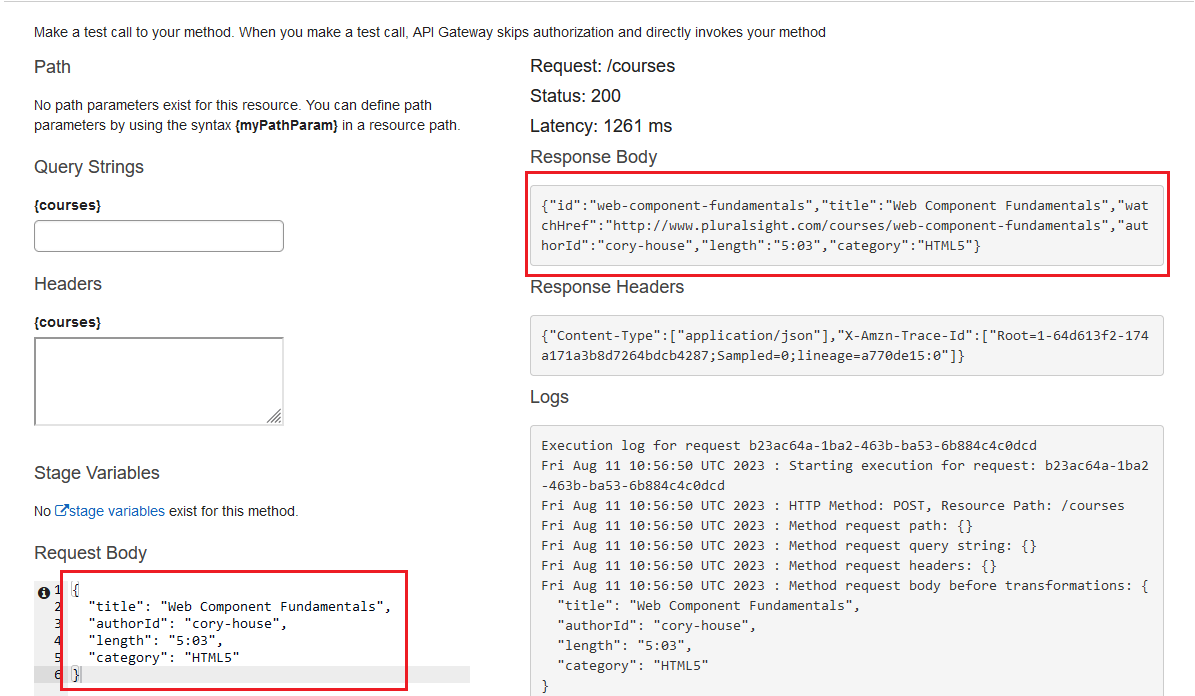 Make a test call to your method. When you make a test call, API Gateway skips authorization and directly invokes your method
Path
No path parameters exist for this resource. You can define path
parameters by using the syntax {myPathParam} in a resource path.
Query Strings
{courses}
Headers
{courses}
Stage Variables
No stage variables exist for this method.
Request Body
1 {
2 "title": "Web Component Fundamentals",
3 "authorId": "cory-house",
4 "length": "5:03",
5 "category": "HTML5"
6 }
Request: /courses
Status: 200
Latency: 1261 ms
Response Body
{"id":"web-component-fundamentals","title":"Web Component Fundamentals","wat
chHref":"http://www.pluralsight.com/courses/web-component-fundamentals","aut
horId":"cory-house","length":"5:03","category":"HTML5"}
Response Headers
{"Content-Type":["application/json"],"X-Amzn-Trace-Id":["Root=1-64d613f2-174
a171a3b8d7264bdcb4287;Sampled=0;lineage=a770de15:0"]}
Logs
Execution log for request b23ac64a-1ba2-463b-ba53-6b884c4c0dcd
Fri Aug 11 10:56:50 UTC 2023 : Starting execution for request: b23ac64a-1ba2
-463b-ba53-6b884c4c0dcd
Fri Aug 11 10:56:50 UTC 2023 : HTTP Method: POST, Resource Path: /courses
Fri Aug 11 10:56:50 UTC 2023 : Method request path: {}
Fri Aug 11 10:56:50 UTC 2023 : Method request query string: {}
Fri Aug 11 10:56:50 UTC 2023 : Method request headers: {}
Fri Aug 11 10:56:50 UTC 2023 : Method request body before transformations: {
"title": "Web Component Fundamentals",
"authorId": "cory-house",
"length": "5:03",
"category": "HTML5"
}